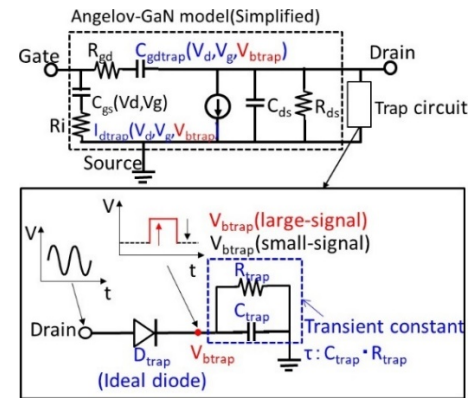 Angelov-GaN model(Simplified)
Gate
Rgd
Cgdtrap(Vd,Vg,Vbtrap)
Drain
Cgs(Vd,Vg)
Ri
Idtrap(Vd,Vg,Vbtrap)
Cds
Rds
Trap circuit
Source
V
t
V
t
Vbtrap(large-signal)
Vbtrap(small-signal)
Rtrap
Ctrap
Drain
Dtrap
(Ideal diode)
Vbtrap
Transient constant
τ:Ctrap・Rtrap